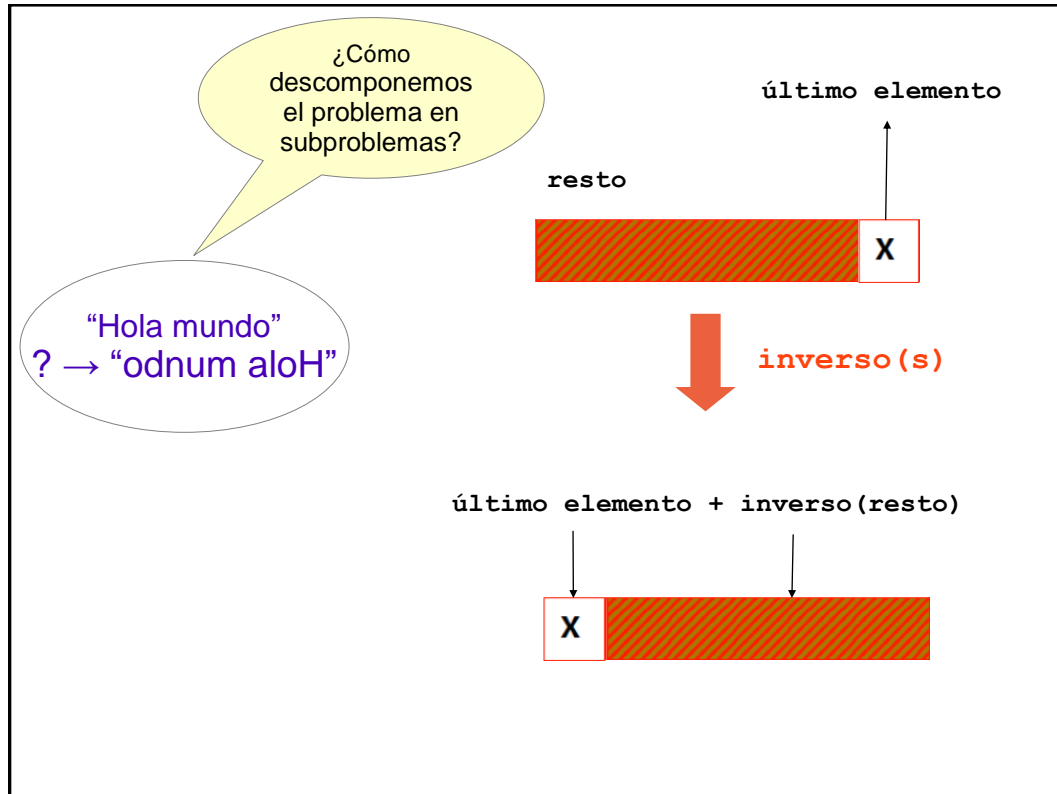 ¿Cómo
descomponemos
el problema en
subproblemas?
“Hola mundo”
? → “odnum aloH”
último elemento
resto
X
inverso(s)
último elemento + inverso(resto)
X